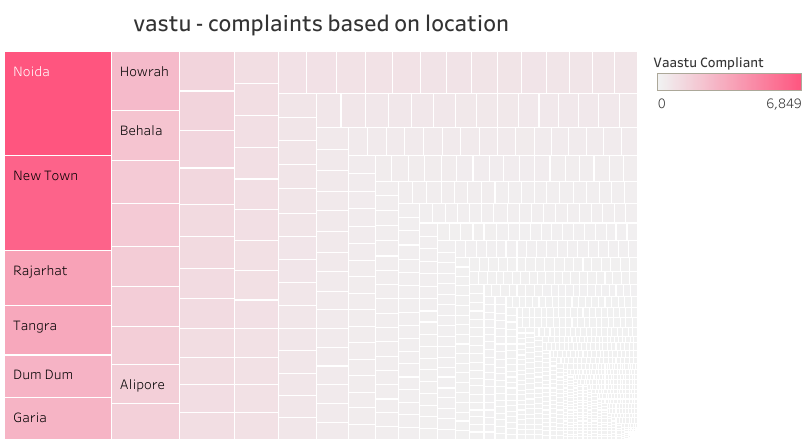 vastu - complaints based on location
Noida
New Town
Rajarhat
Tangra
Dum Dum
Garia
Howrah
Behala
Alipore
Vaastu Compliant
0 6,849